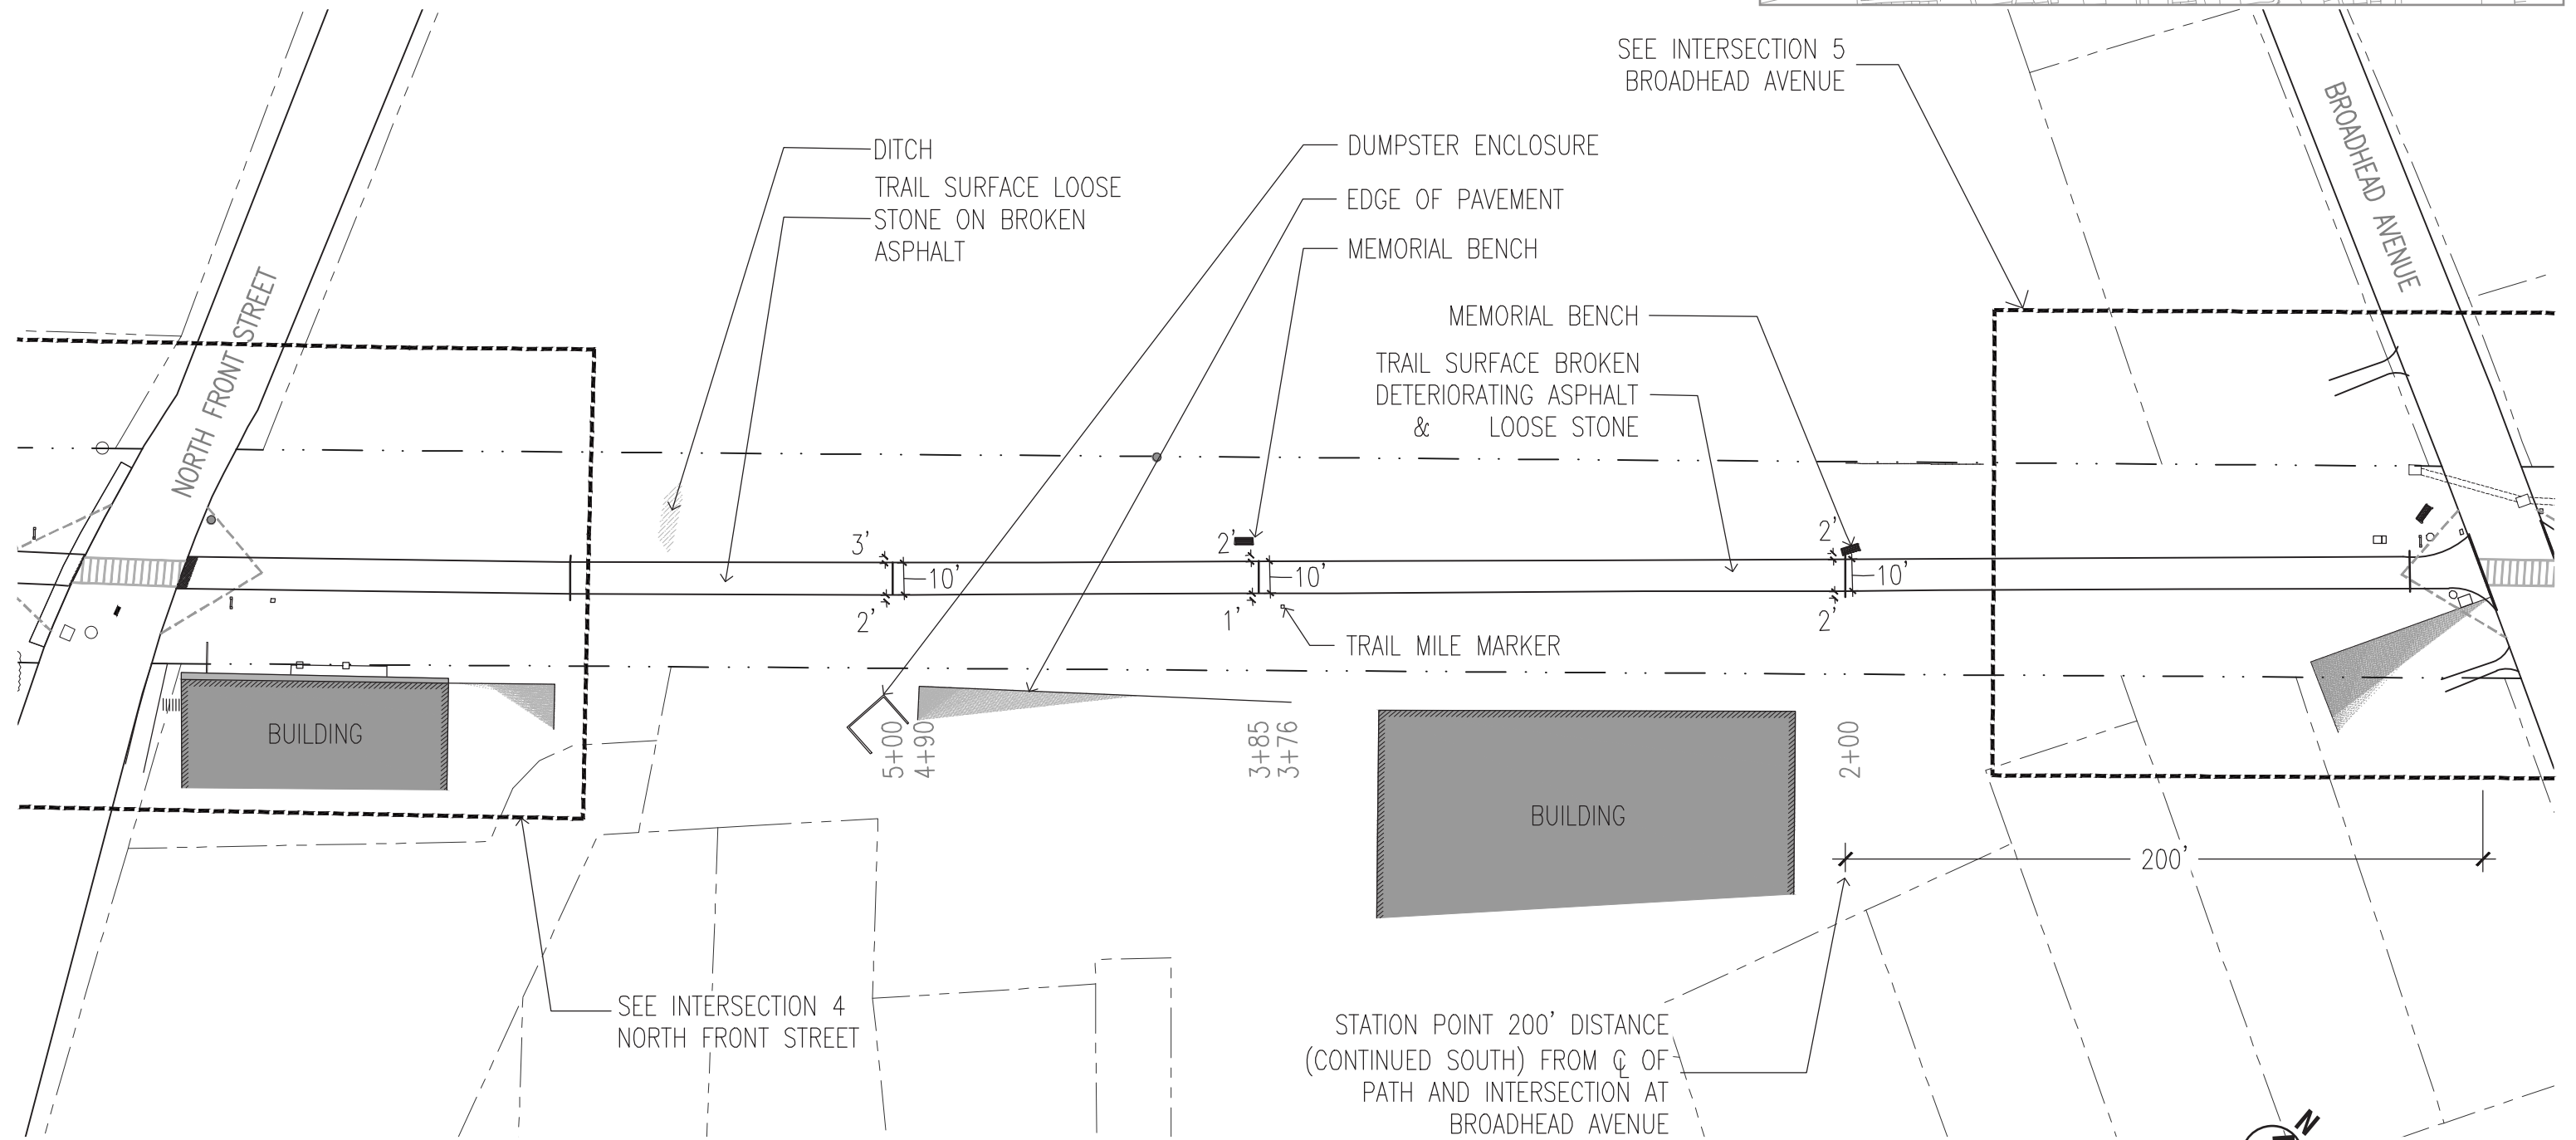 SEE INTERSECTION 5
BROADHEAD AVENUE
BROADHEAD AVENUE
DITCH
TRAIL SURFACE LOOSE
STONE ON BROKEN
ASPHALT
DUMPSTER ENCLOSURE
EDGE OF PAVEMENT
MEMORIAL BENCH
MEMORIAL BENCH
TRAIL SURFACE BROKEN
DETERIORATING ASPHALT
& LOOSE STONE
NORTH FRONT STREET
3'
10'
2'
2'
10'
1'
2'
10'
2'
TRAIL MILE MARKER
BUILDING
5+00
4+90
3+85
3+76
2+00
BUILDING
200'
SEE INTERSECTION 4
NORTH FRONT STREET
STATION POINT 200' DISTANCE
(CONTINUED SOUTH) FROM ℄ OF
PATH AND INTERSECTION AT
BROADHEAD AVENUE
N